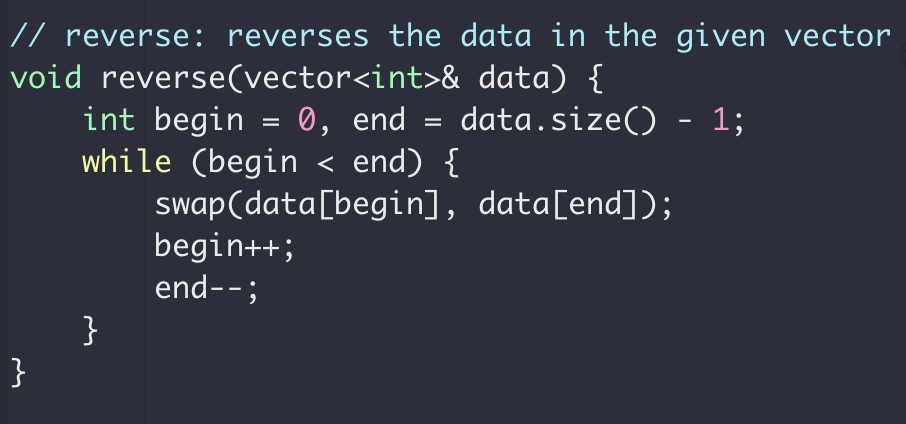 // reverse: reverses the data in the given vector
void reverse(vector<int>& data) {
    int begin = 0, end = data.size() - 1;
    while (begin < end) {
        swap(data[begin], data[end]);
        begin++;
        end--;
    }
}